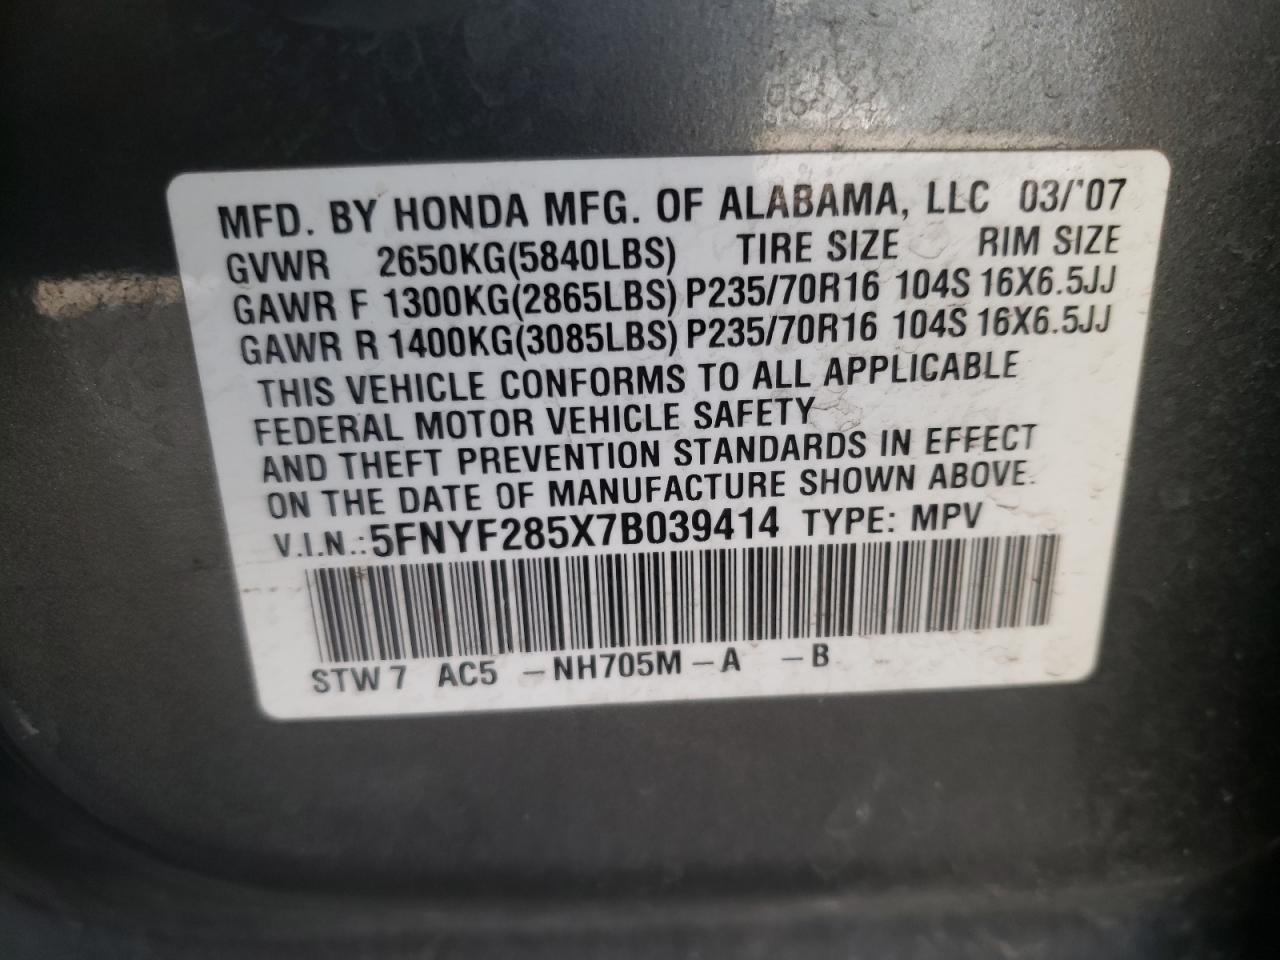 MFD. BY HONDA MFG. OF ALABAMA, LLC 03/'07
GVWR 2650KG(5840LBS) TIRE SIZE RIM SIZE
GAWR F 1300KG(2865LBS) P235/70R16 104S 16X6.5JJ
GAWR R 1400KG(3085LBS) P235/70R16 104S 16X6.5JJ
THIS VEHICLE CONFORMS TO ALL APPLICABLE
FEDERAL MOTOR VEHICLE SAFETY
AND THEFT PREVENTION STANDARDS IN EFFECT
ON THE DATE OF MANUFACTURE SHOWN ABOVE.
V.I.N.: 5FNYF285X7B039414 TYPE: MPV
STW 7 AC5 -NH705M -A -B